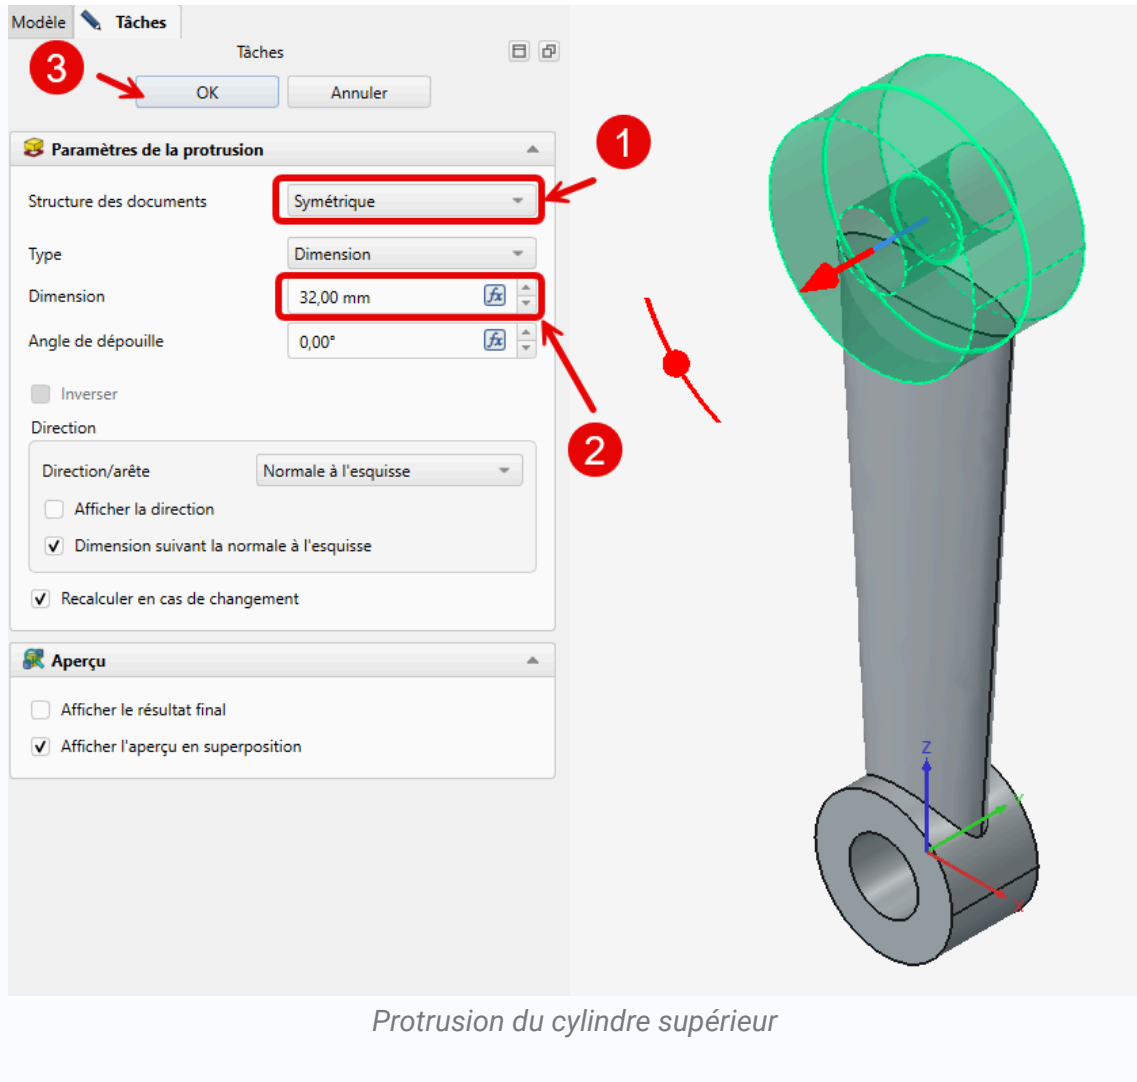 Modèle Tâches
Tâches
3
OK Annuler
Paramètres de la protrusion
1
Structure des documents Symétrique
Type Dimension
Dimension 32,00 mm fx
Angle de dépouille 0,00° fx
Inverser
Direction
2
Direction/arête Normale à l'esquisse
Afficher la direction
Dimension suivant la normale à l'esquisse
Recalculer en cas de changement
Aperçu
Afficher le résultat final
Afficher l'aperçu en superposition
Z
Y
X
Protrusion du cylindre supérieur